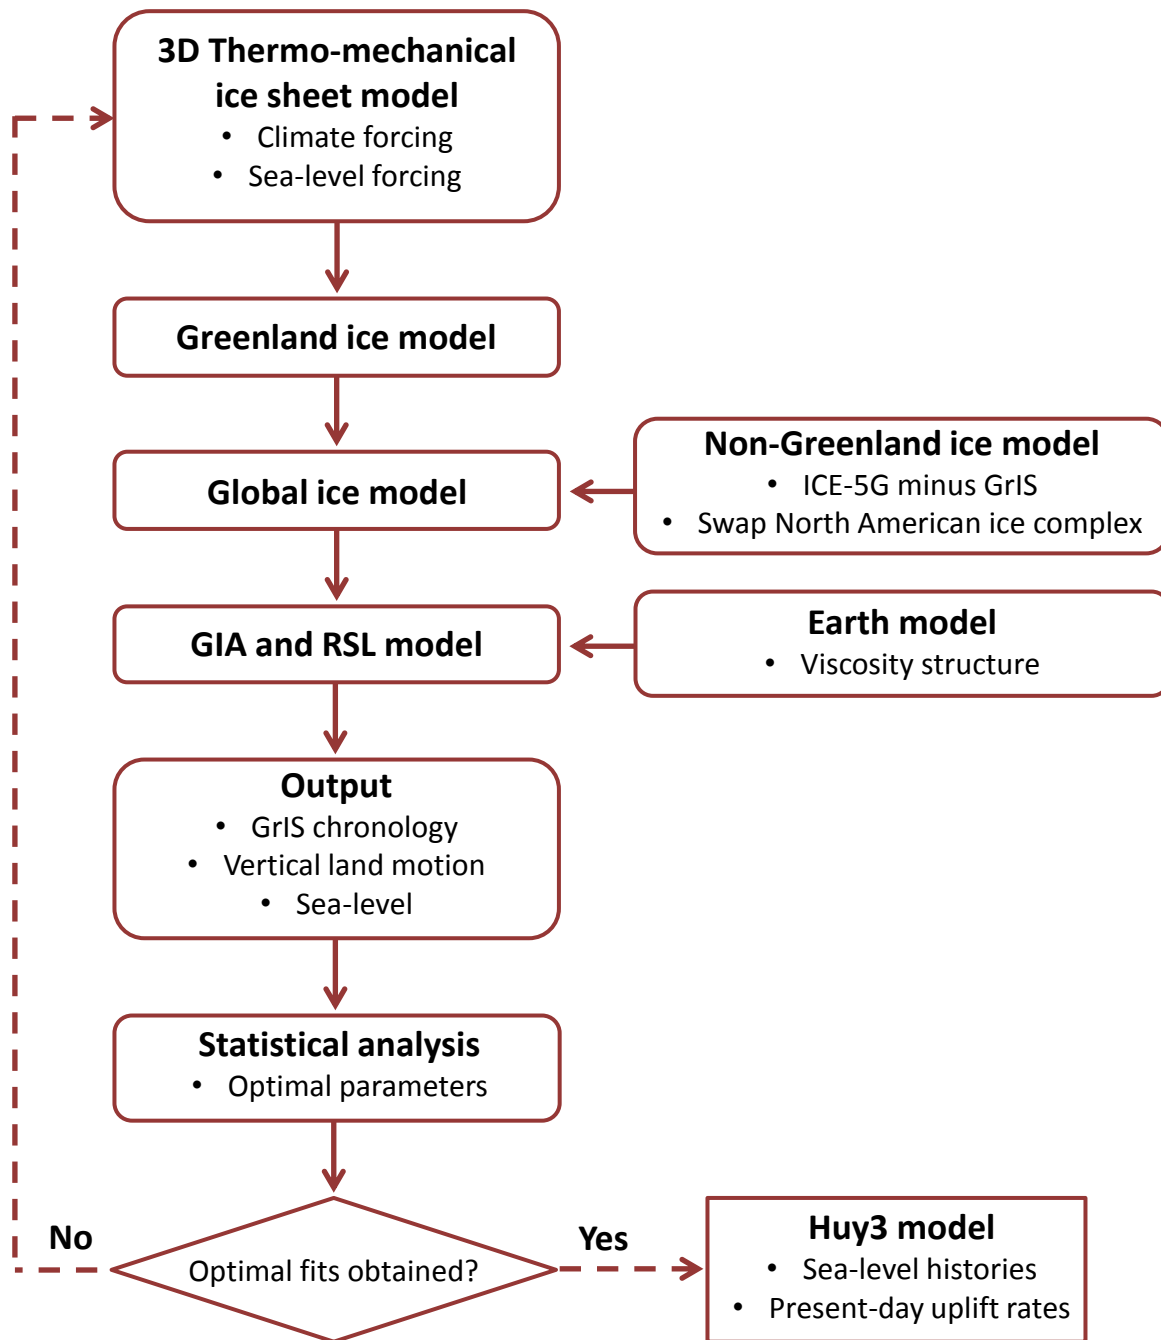 3D Thermo-mechanical
ice sheet model
• Climate forcing
• Sea-level forcing
Greenland ice model
Global ice model
Non-Greenland ice model
• ICE-5G minus GrIS
• Swap North American ice complex
GIA and RSL model
Earth model
• Viscosity structure
Output
• GrIS chronology
• Vertical land motion
• Sea-level
Statistical analysis
• Optimal parameters
No
Optimal fits obtained?
Yes
Huy3 model
• Sea-level histories
• Present-day uplift rates